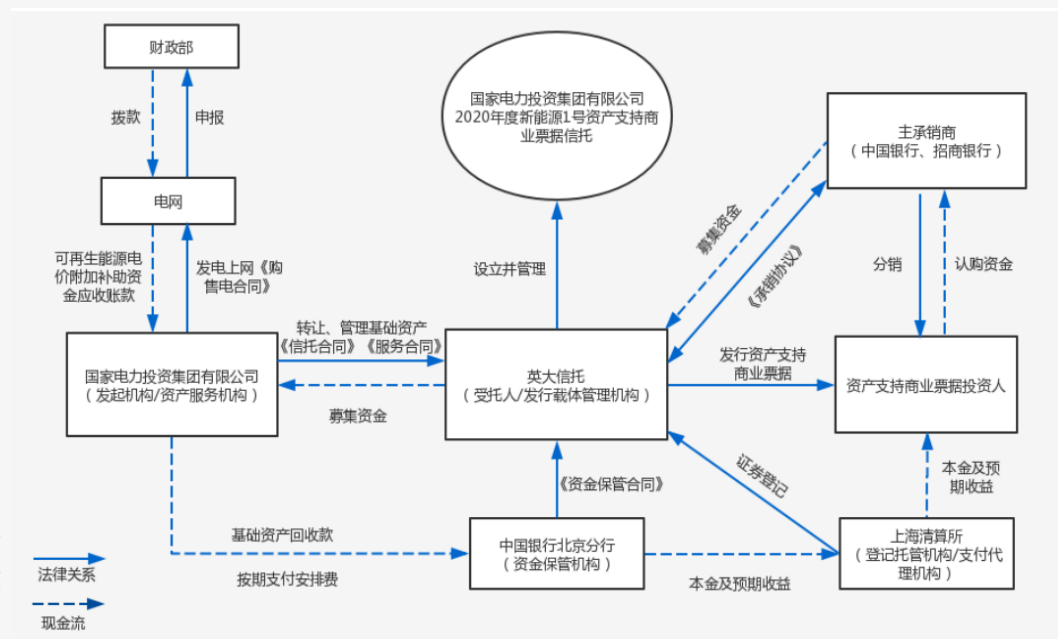 财政部
拨款
申报
电网
可再生能源电
价附加补助资
金应收账款
发电上网《购
售电合同》
国家电力投资集团有限公司
（发起机构/资产服务机构）
转让、管理基础资产
《信托合同》《服务合同》
募集资金
国家电力投资集团有限公司
2020年度新能源1号资产支持商
业票据信托
设立并管理
英大信托
（受托人/发行载体管理机构）
募集资金
《承销协议》
主承销商
（中国银行、招商银行）
分销
认购资金
发行资产支持
商业票据
资产支持商业票据投资人
本金及预
期收益
《资金保管合同》
证券登记
基础资产回收款
按期支付安排费
中国银行北京分行
（资金保管机构）
本金及预期收益
上海清算所
（登记托管机构/支付代
理机构）
法律关系
现金流